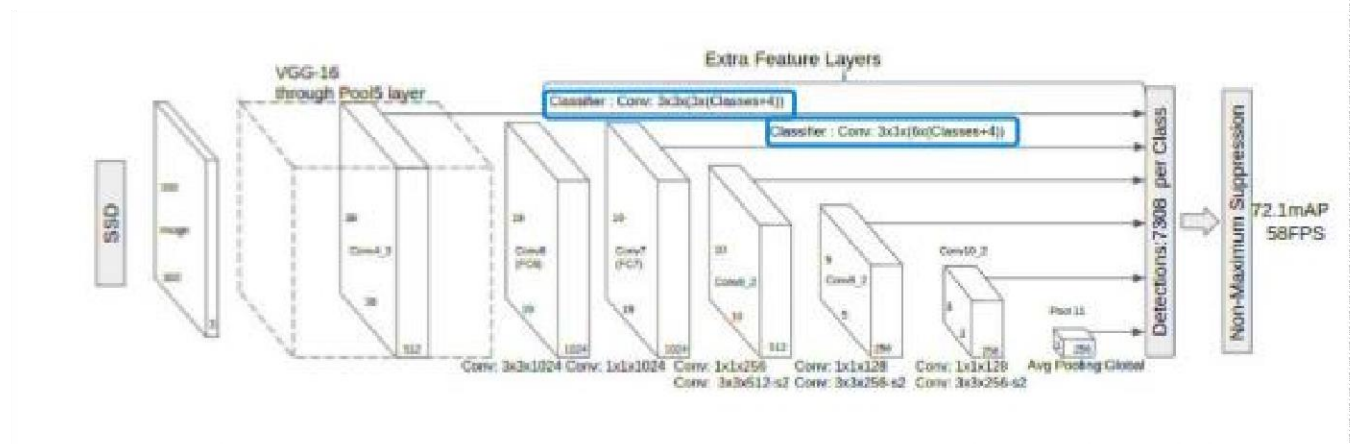 Extra Feature Layers
VGG-16
through Pool5 layer
Classifier : Conv: 3x3x(3x(Classes+4))
Classifier : Conv: 3x3x(6x(Classes+4))
SSD
300
Image
300
3
38
Conv4_3
38
512
19
Conv6
(FC6)
19
1024
19
Conv7
(FC7)
19
1024
10
10
512
5
256
Conv10_2
3
256
Pool 11
256
Conv: 3x3x1024
Conv: 1x1x1024
Conv: 1x1x256
Conv: 3x3x512-s2
Conv: 1x1x128
Conv: 3x3x256-s2
Conv: 1x1x128
Conv: 3x3x256-s2
Avg Pooling:Global
Detections:7308 per Class
Non-Maximum Suppression
72.1mAP
58FPS